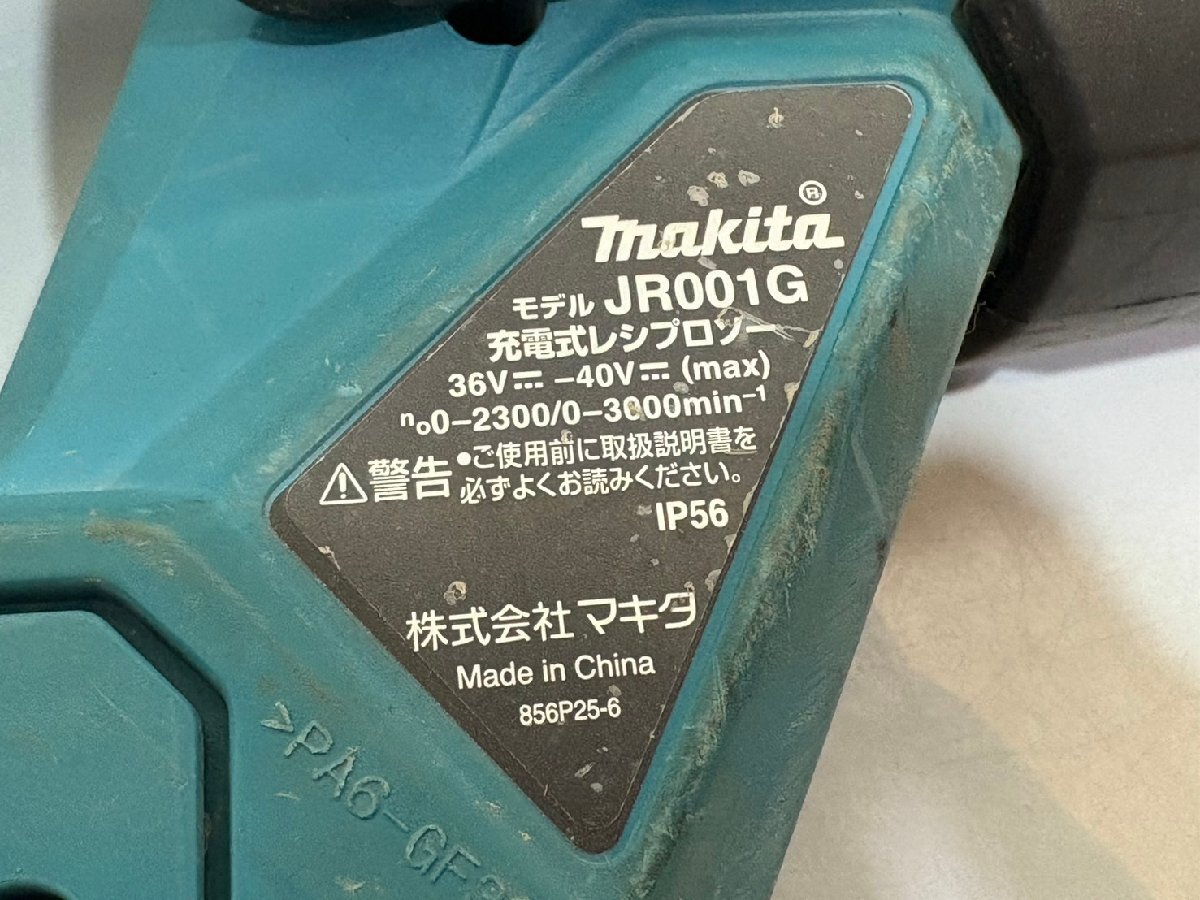 makita®
モデル JR001G
充電式レシプロソー
36V⎓ -40V⎓ (max)
n₀0-2300/0-3000min⁻¹
⚠警告 •ご使用前に取扱説明書を
必ずよくお読みください。
IP56
株式会社マキタ
Made in China
856P25-6
>PA6-GF